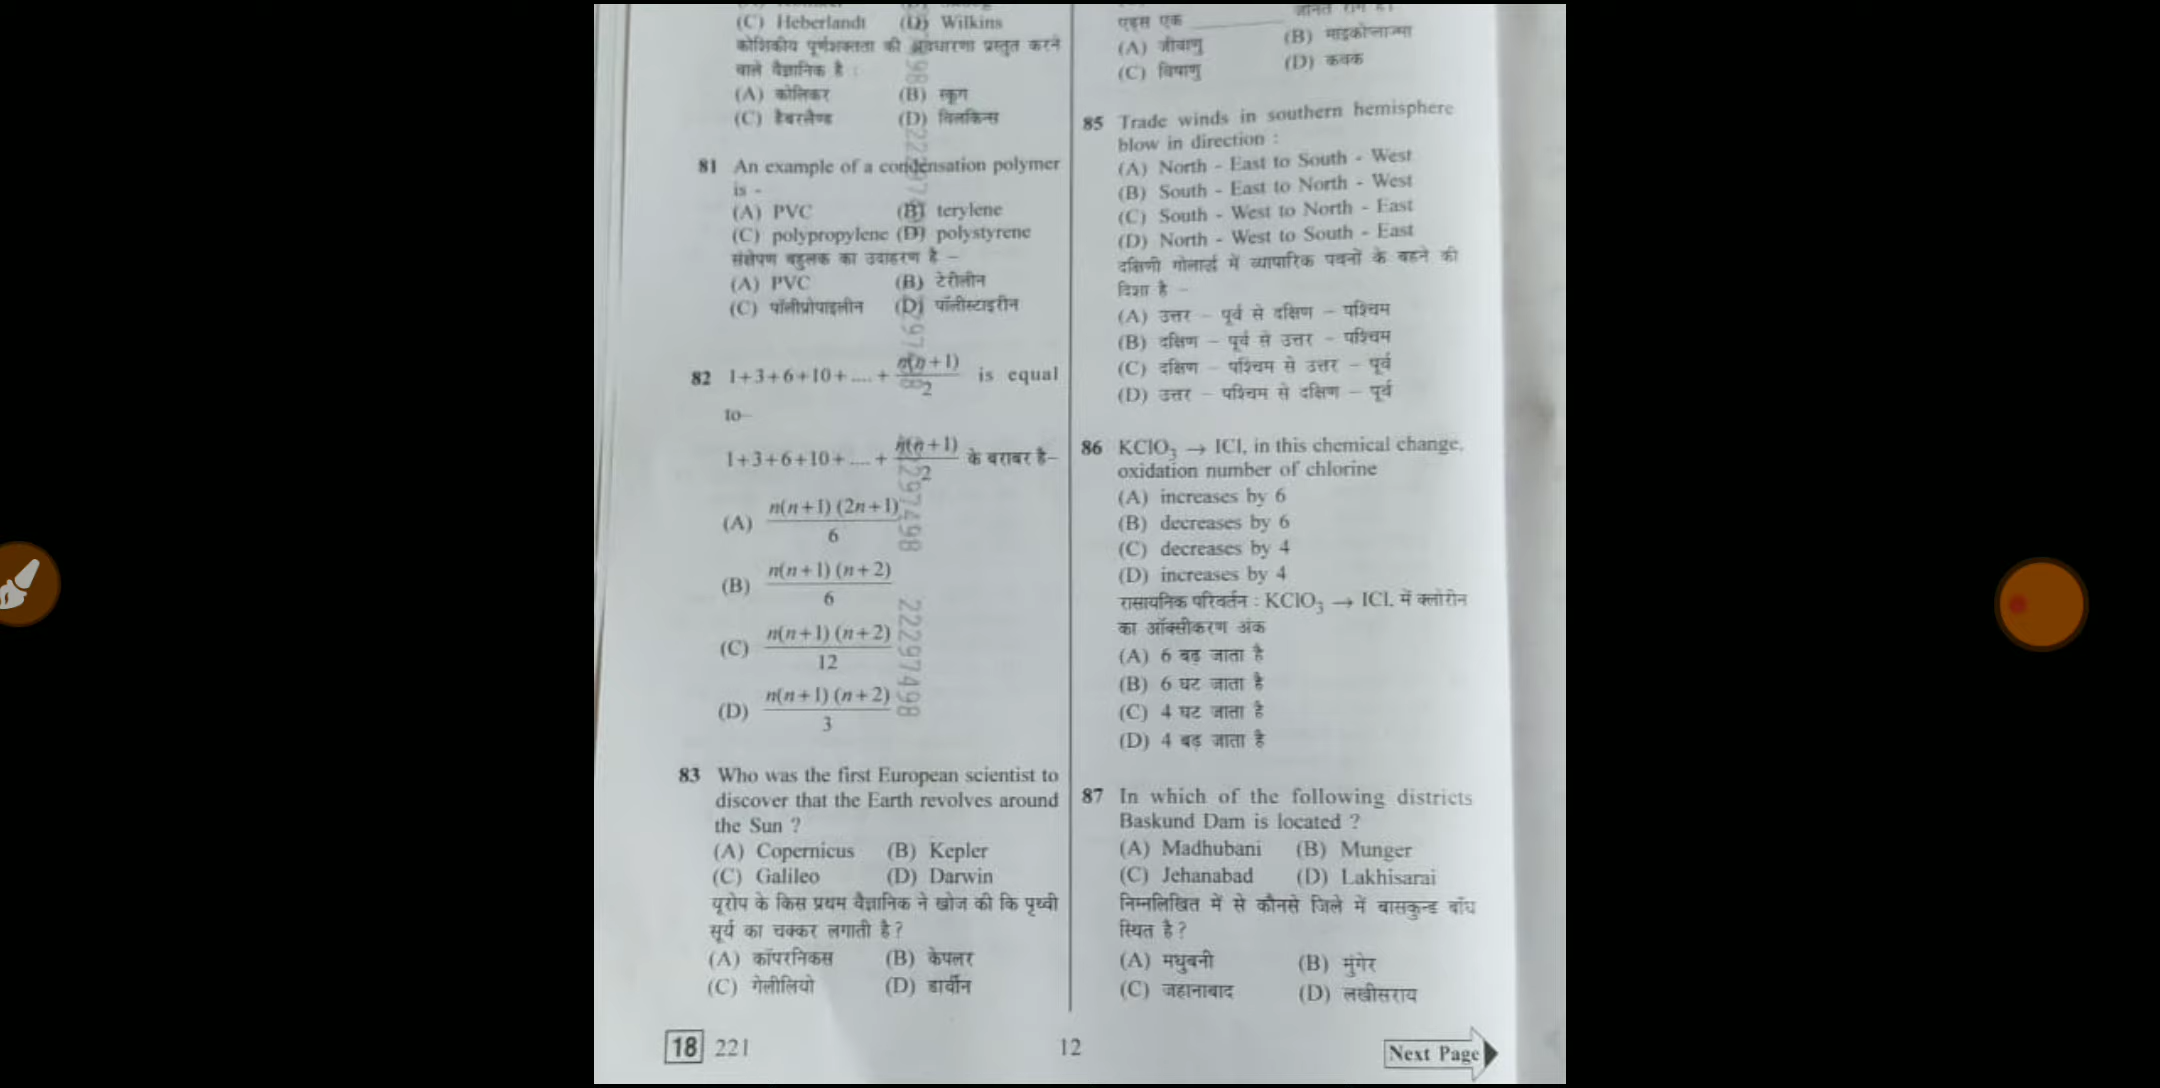 (C) Heberlandt (D) Wilkins
कोशिकीय पूर्णशक्तता की अवधारणा प्रस्तुत करने
वाले वैज्ञानिक है :
(A) कोलिकर (B) स्कूग
(C) हैबरलैण्ड (D) विलकिन्स
81 An example of a condensation polymer
is -
(A) PVC (B) terylene
(C) polypropylene (D) polystyrene
संक्षेपण बहुलक का उदाहरण है –
(A) PVC (B) टेरीलीन
(C) पॉलीप्रोपाइलीन (D) पॉलीस्टाइरीन
82 1+3+6+10+....+ n(n+1)/2 is equal
to–
1+3+6+10+....+ n(n+1)/2 के बराबर है–
(A) n(n+1)(2n+1)/6
(B) n(n+1)(n+2)/6
(C) n(n+1)(n+2)/12
(D) n(n+1)(n+2)/3
22297498
83 Who was the first European scientist to
discover that the Earth revolves around
the Sun ?
(A) Copernicus (B) Kepler
(C) Galileo (D) Darwin
यूरोप के किस प्रथम वैज्ञानिक ने खोज की कि पृथ्वी
सूर्य का चक्कर लगाती है ?
(A) कॉपरनिकस (B) केपलर
(C) गेलीलियो (D) डार्वीन
एड्स एक ________ जनित रोग है।
(A) जीवाणु (B) माइकोप्लाज्मा
(C) विषाणु (D) कवक
85 Trade winds in southern hemisphere
blow in direction :
(A) North - East to South - West
(B) South - East to North - West
(C) South - West to North - East
(D) North - West to South - East
दक्षिणी गोलार्द्ध में व्यापारिक पवनों के बहने की
दिशा है –
(A) उत्तर – पूर्व से दक्षिण – पश्चिम
(B) दक्षिण – पूर्व से उत्तर – पश्चिम
(C) दक्षिण – पश्चिम से उत्तर – पूर्व
(D) उत्तर – पश्चिम से दक्षिण – पूर्व
86 KClO₃ → ICl, in this chemical change,
oxidation number of chlorine
(A) increases by 6
(B) decreases by 6
(C) decreases by 4
(D) increases by 4
रासायनिक परिवर्तन : KClO₃ → ICl, में क्लोरीन
का ऑक्सीकरण अंक
(A) 6 बढ़ जाता है
(B) 6 घट जाता है
(C) 4 घट जाता है
(D) 4 बढ़ जाता है
87 In which of the following districts
Baskund Dam is located ?
(A) Madhubani (B) Munger
(C) Jehanabad (D) Lakhisarai
निम्नलिखित में से कौनसे जिले में बासकुन्ड बाँध
स्थित है ?
(A) मधुबनी (B) मुंगेर
(C) जहानाबाद (D) लखीसराय
18 221 12 Next Page